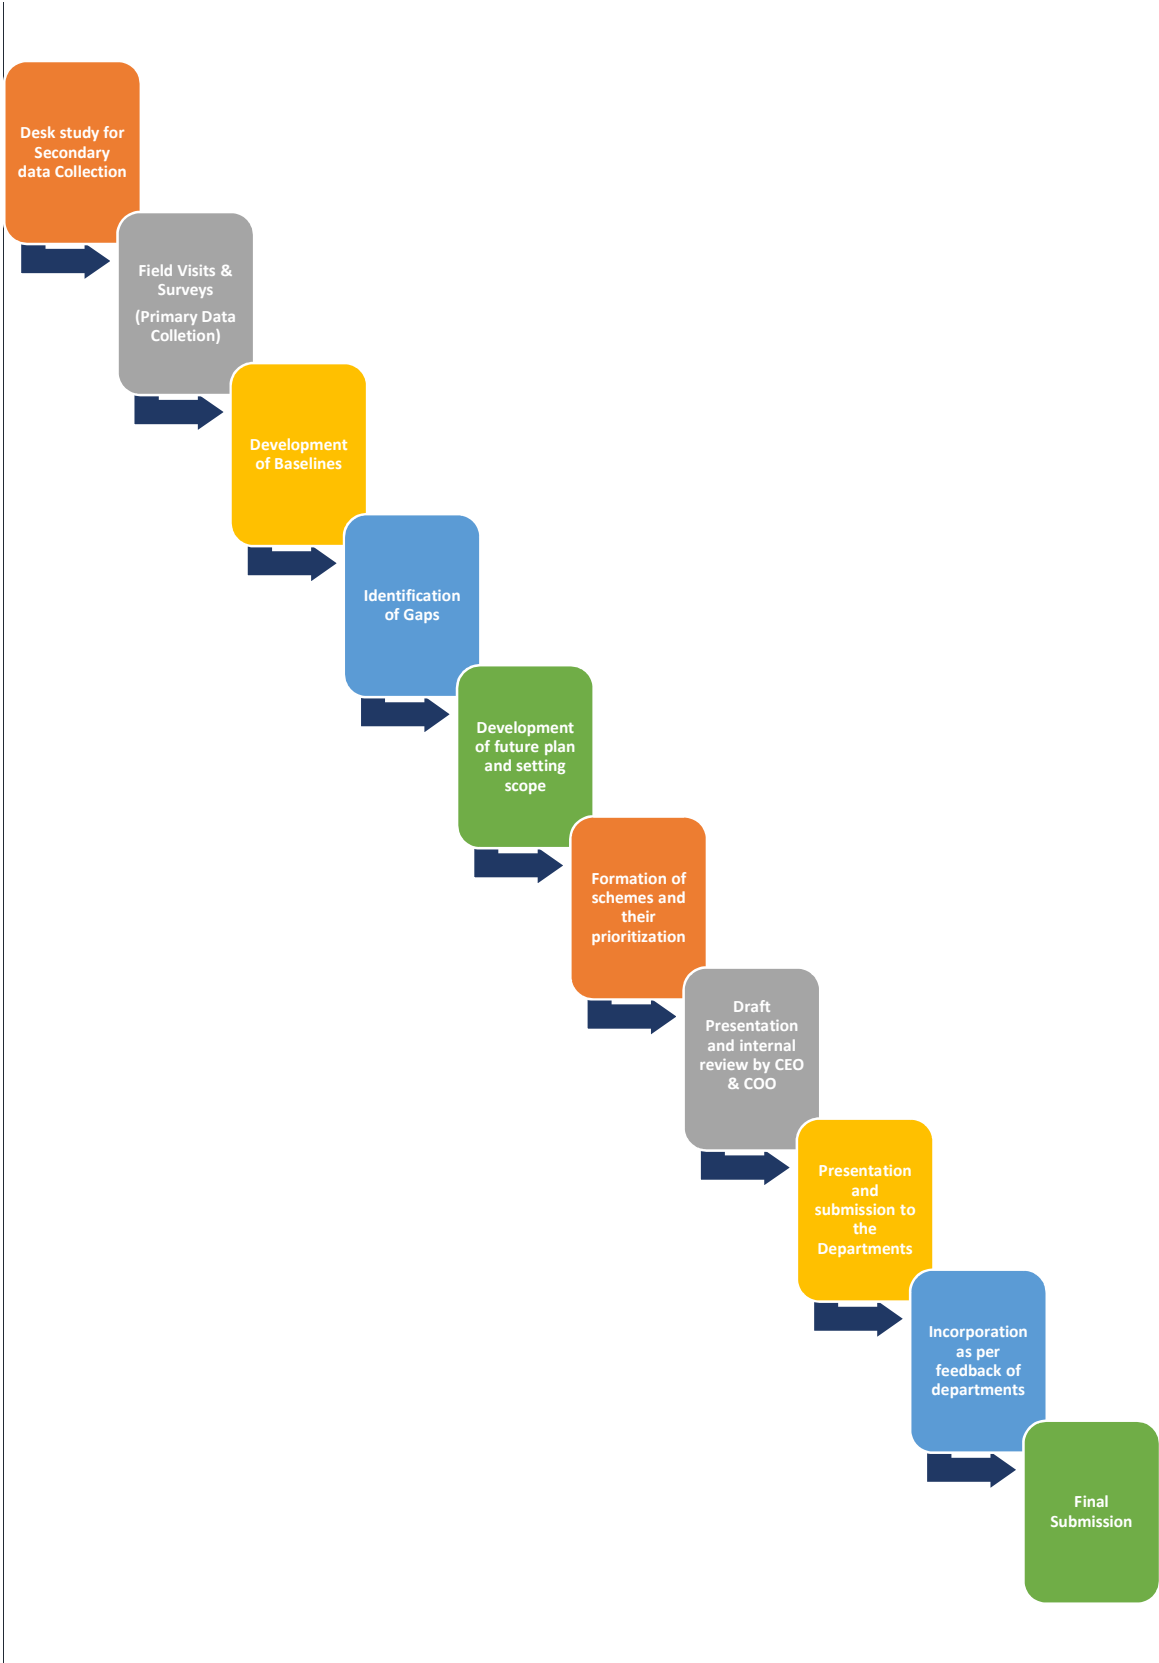 Desk study for
Secondary
data Collection
Field Visits &
Surveys
(Primary Data
Colletion)
Development
of Baselines
Identification
of Gaps
Development
of future plan
and setting
scope
Formation of
schemes and
their
prioritization
Draft
Presentation
and internal
review by CEO
& COO
Presentation
and
submission to
the
Departments
Incorporation
as per
feedback of
departments
Final
Submission